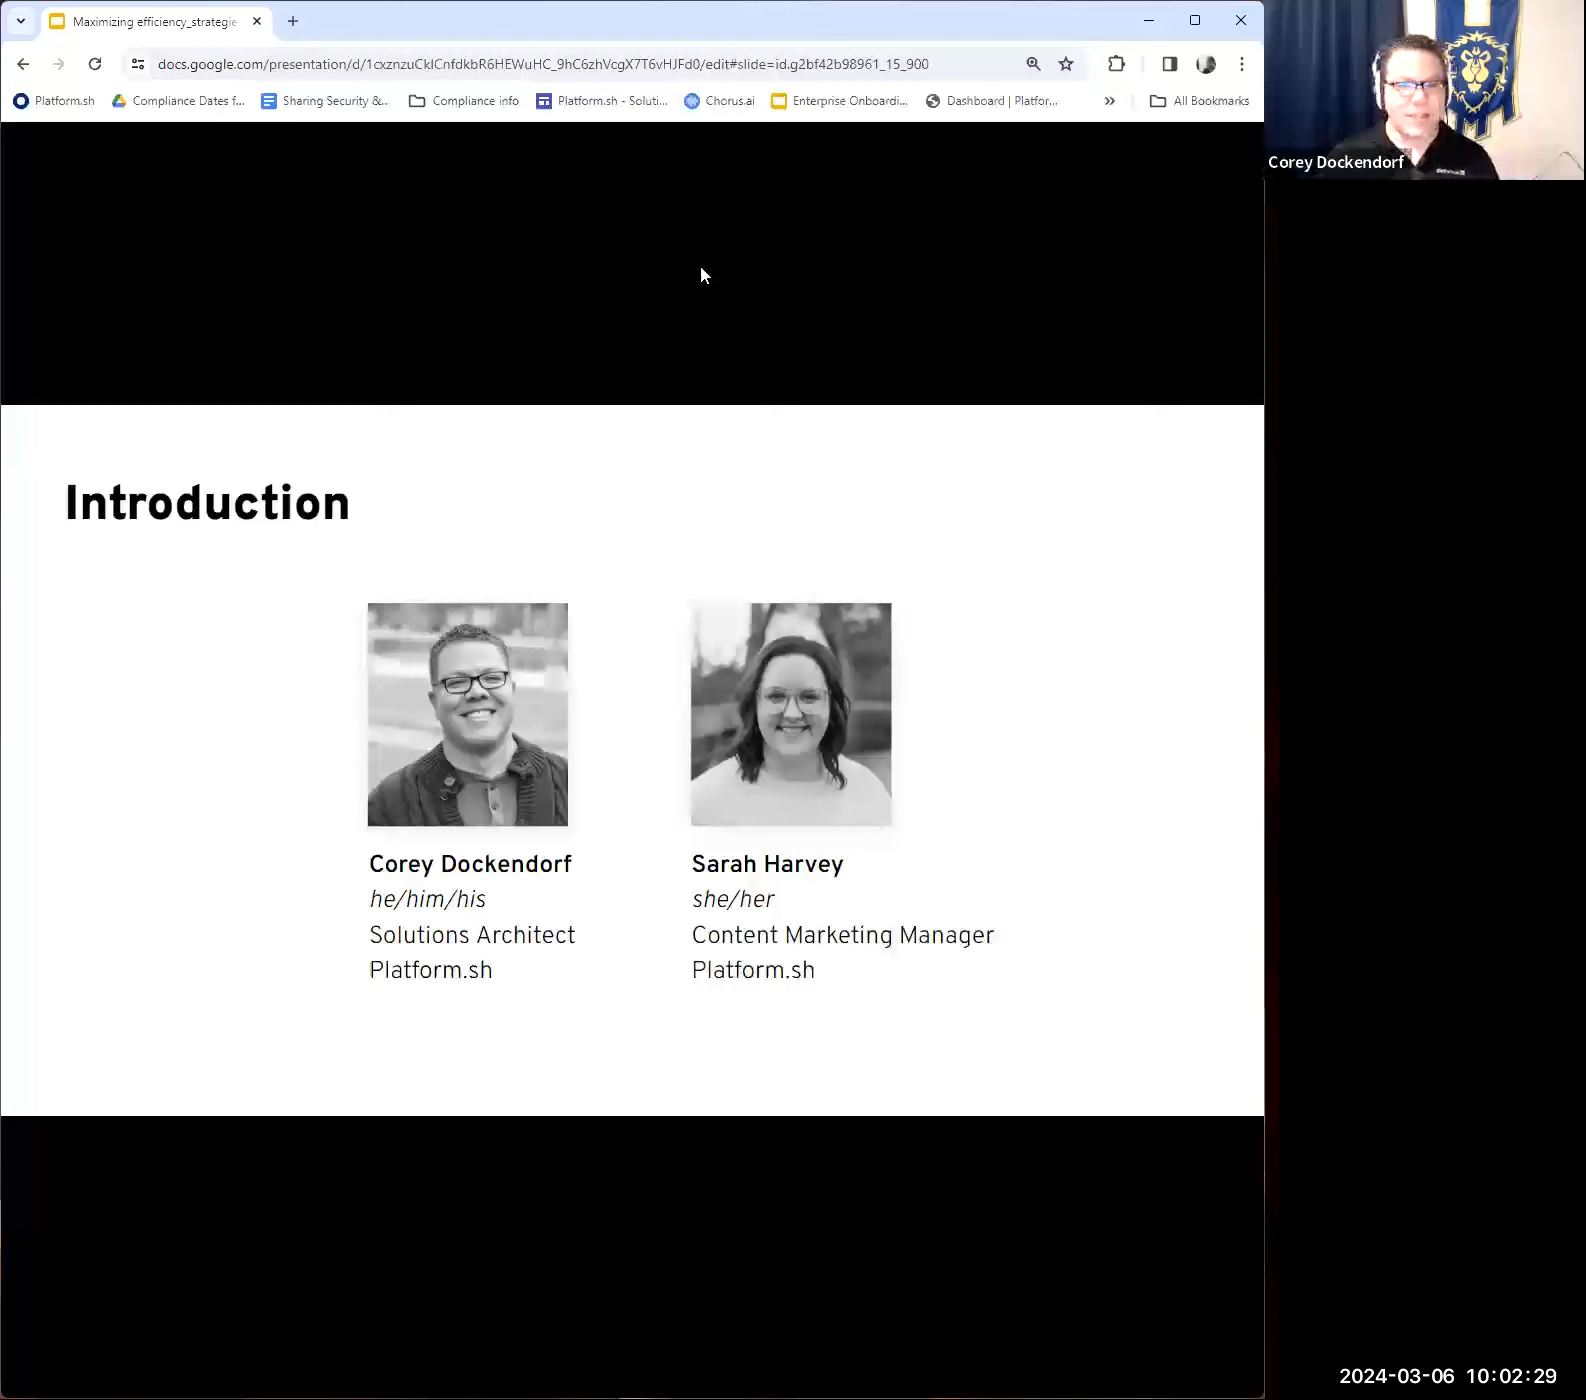 Maximizing efficiency_strategie
docs.google.com/presentation/d/1cxznzuCkICnfdkbR6HEWuHC_9hC6zhVcgX7T6vHJFd0/edit#slide=id.g2bf42b98961_15_900
Platform.sh
Compliance Dates f...
Sharing Security &...
Compliance info
Platform.sh - Soluti...
Chorus.ai
Enterprise Onboardi...
Dashboard | Platfor...
All Bookmarks
Corey Dockendorf
Introduction
Corey Dockendorf
he/him/his
Solutions Architect
Platform.sh
Sarah Harvey
she/her
Content Marketing Manager
Platform.sh
2024-03-06 10:02:29